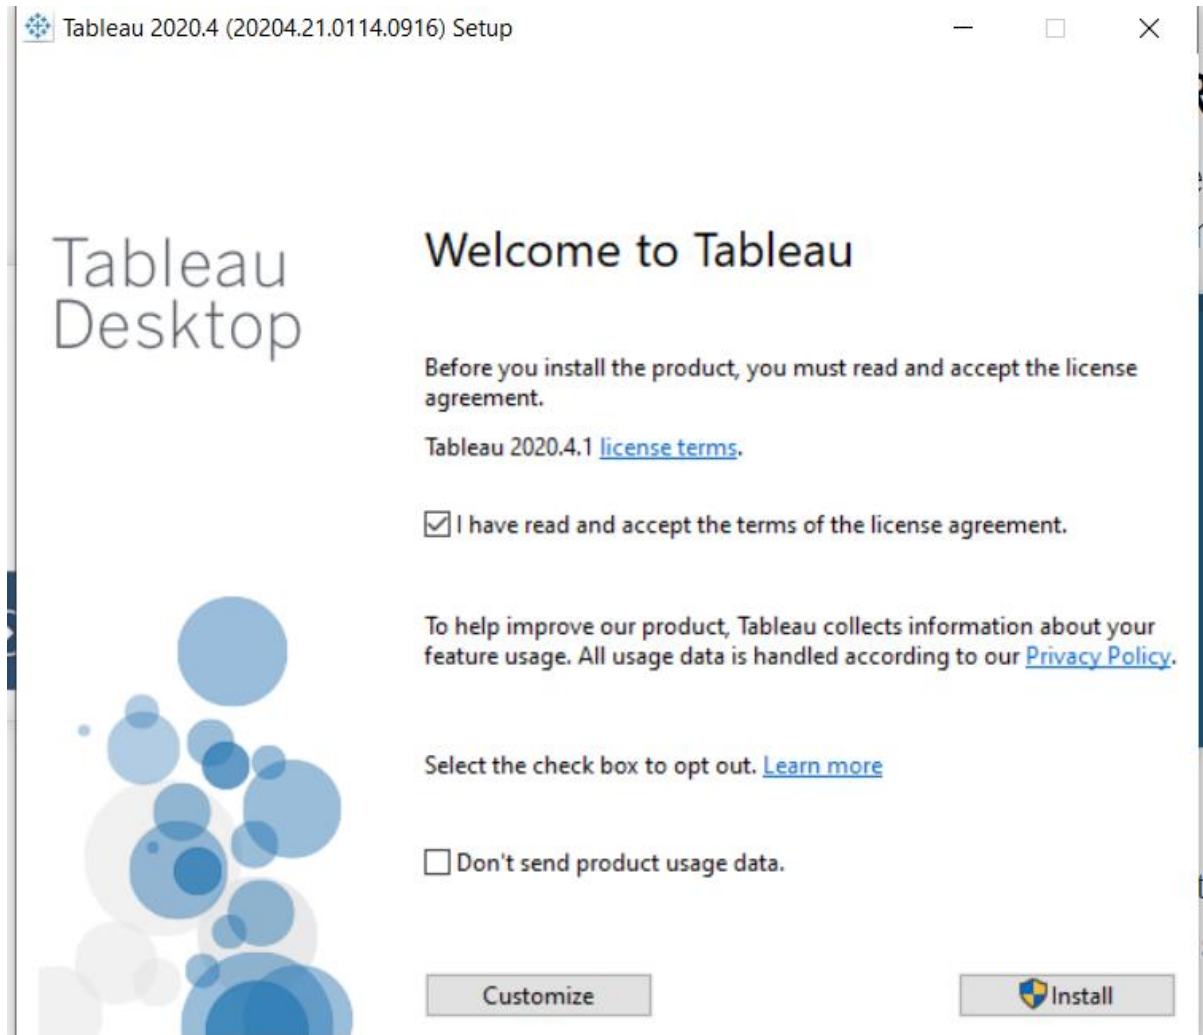 Tableau 2020.4 (20204.21.0114.0916) Setup
Tableau
Desktop
Welcome to Tableau
Before you install the product, you must read and accept the license
agreement.
Tableau 2020.4.1 license terms.
I have read and accept the terms of the license agreement.
To help improve our product, Tableau collects information about your
feature usage. All usage data is handled according to our Privacy Policy.
Select the check box to opt out. Learn more
Don't send product usage data.
Customize
Install